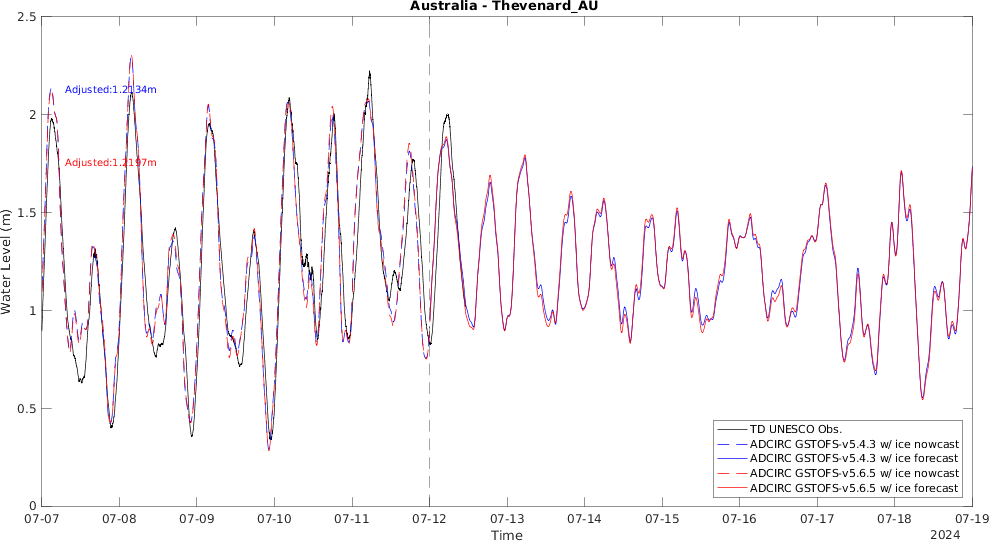 Australia - Thevenard_AU
2.5
2
1.5
1
0.5
0
Water Level (m)
Adjusted:1.2134m
Adjusted:1.2197m
TD UNESCO Obs.
ADCIRC GSTOFS-v5.4.3 w/ ice nowcast
ADCIRC GSTOFS-v5.4.3 w/ ice forecast
ADCIRC GSTOFS-v5.6.5 w/ ice nowcast
ADCIRC GSTOFS-v5.6.5 w/ ice forecast
07-07 07-08 07-09 07-10 07-11 07-12 07-13 07-14 07-15 07-16 07-17 07-18 07-19
Time
2024